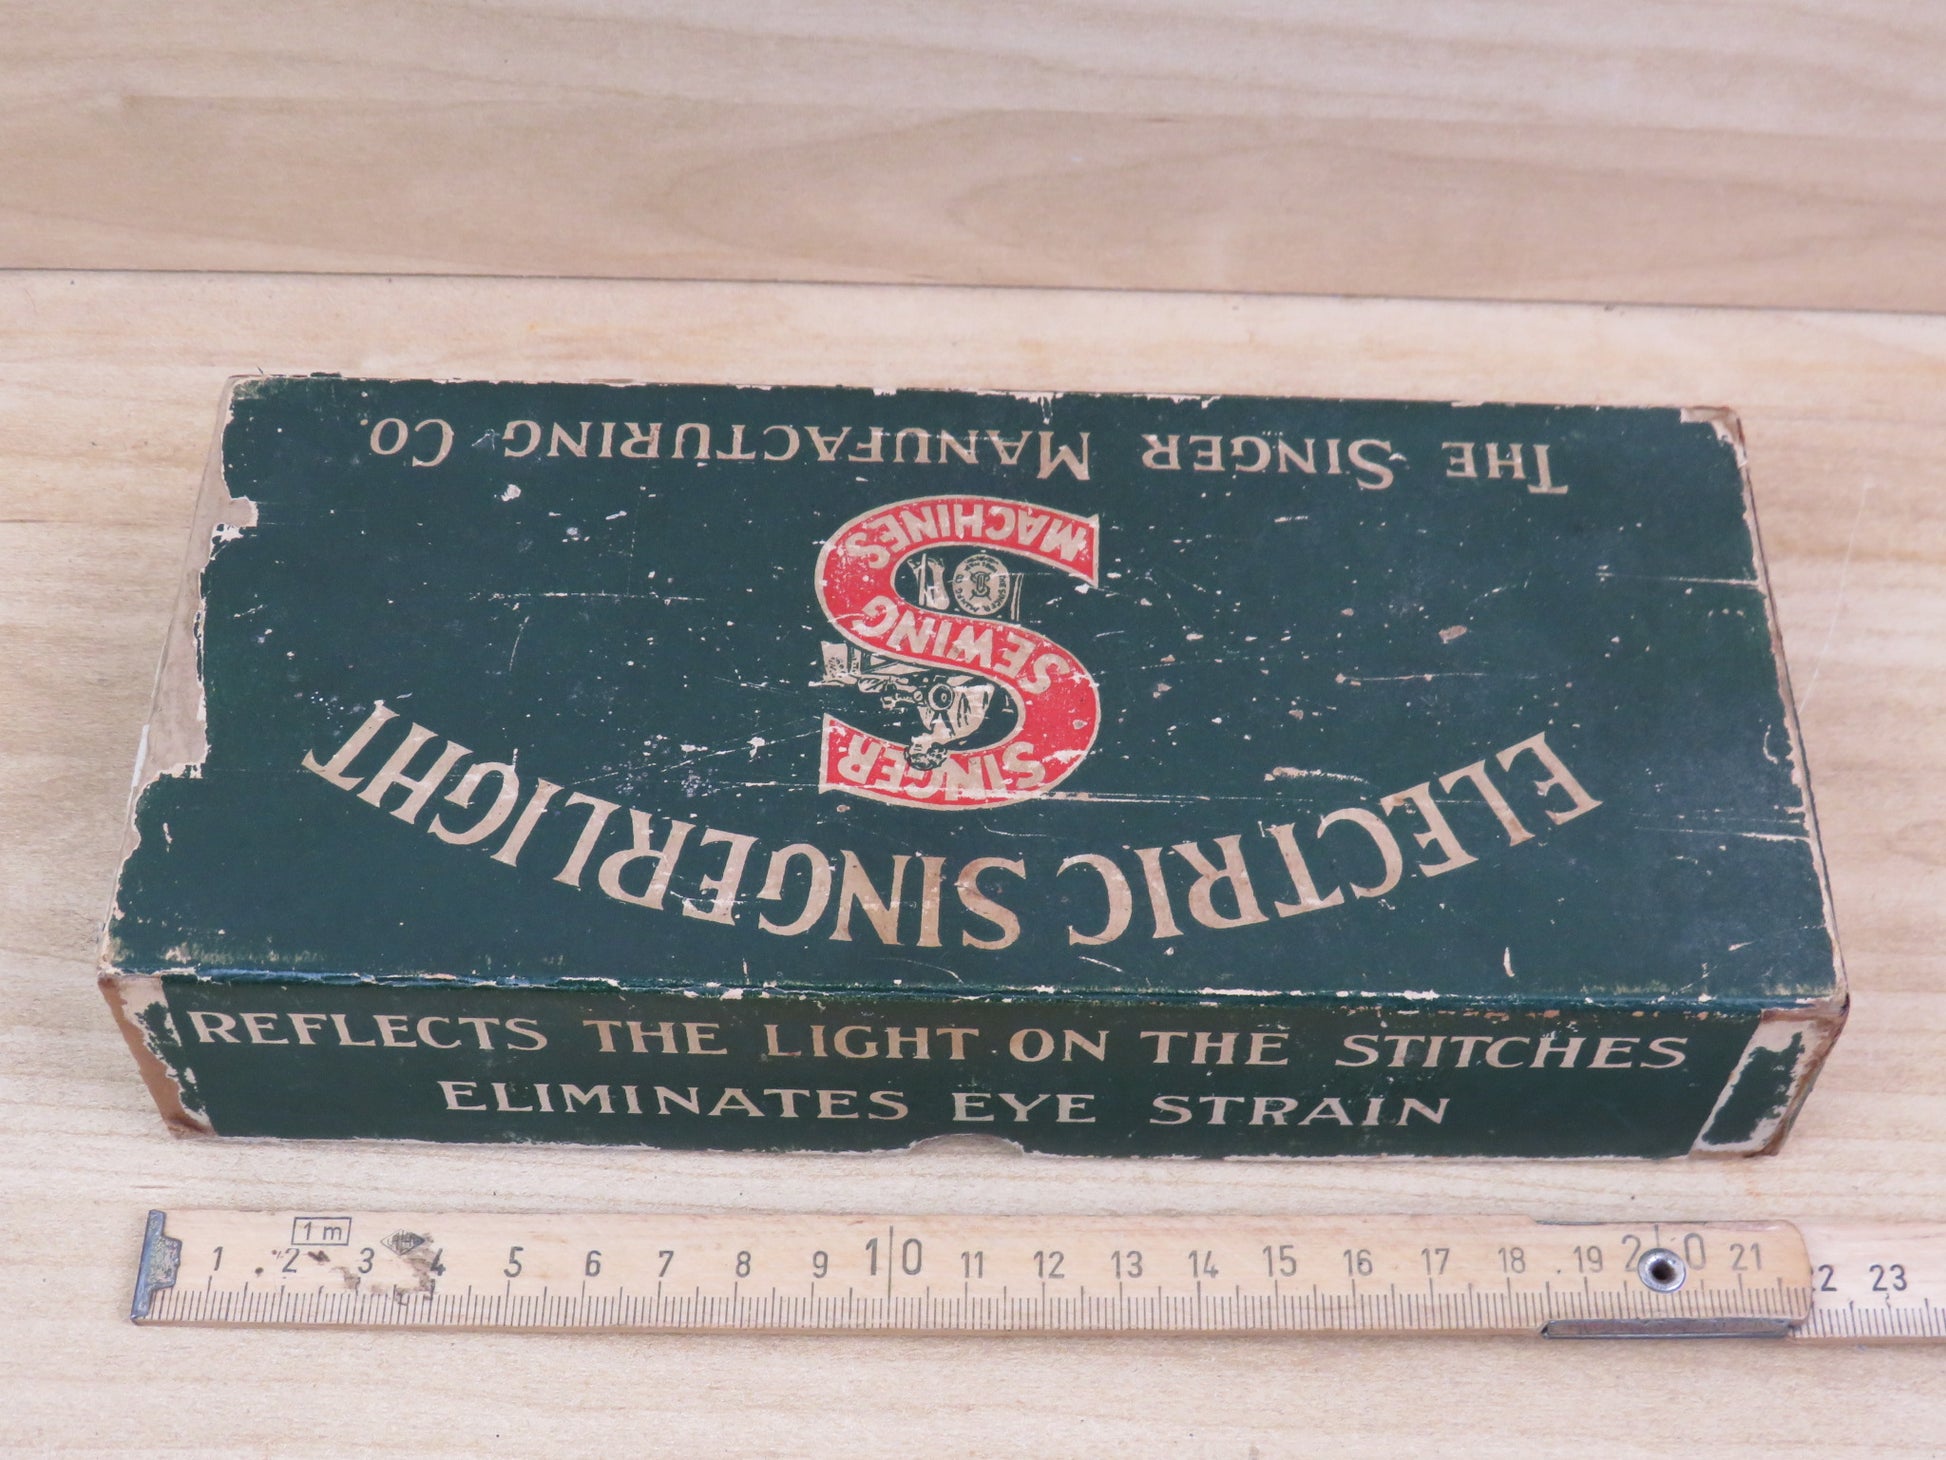 ELECTRIC SINGERLIGHT
SINGER
SEWING
MACHINES
THE SINGER MANUFACTURING CO.
REFLECTS THE LIGHT ON THE STITCHES
ELIMINATES EYE STRAIN
1 m
1 2 3 4 5 6 7 8 9 10 11 12 13 14 15 16 17 18 19 20 21 22 23